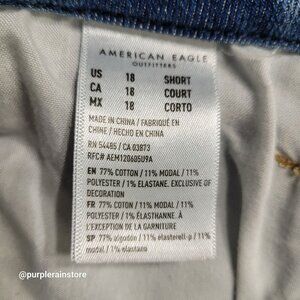 AMERICAN EAGLE
OUTFITTERS
US 18 SHORT
CA 18 COURT
MX 18 CORTO
MADE IN CHINA / FABRIQUÉ EN
CHINE / HECHO EN CHINA
RN 54485 / CA 03873
RFC# AEM120605U9A
EN 77% COTTON / 11% MODAL / 11%
POLYESTER / 1% ELASTANE. EXCLUSIVE OF
DECORATION
FR 77% COTON / 11% MODAL / 11%
POLYESTER / 1% ÉLASTHANNE. À
L'EXCEPTION DE LA GARNITURE
SP 77% algodón / 11% elasterell-p / 11%
modal / 1% elastano
@purplerainstore